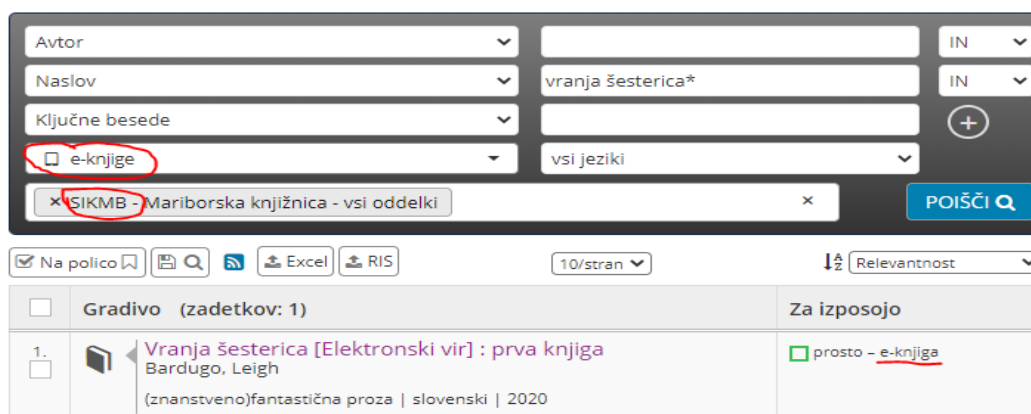 Avtor IN
Naslov vranja šesterica* IN
Ključne besede
e-knjige vsi jeziki
× SIKMB - Mariborska knjižnica - vsi oddelki × POIŠČI
Na polico Excel RIS 10/stran Relevantnost
Gradivo (zadetkov: 1) Za izposojo
1. Vranja šesterica [Elektronski vir] : prva knjiga prosto – e-knjiga
Bardugo, Leigh
(znanstveno)fantastična proza | slovenski | 2020